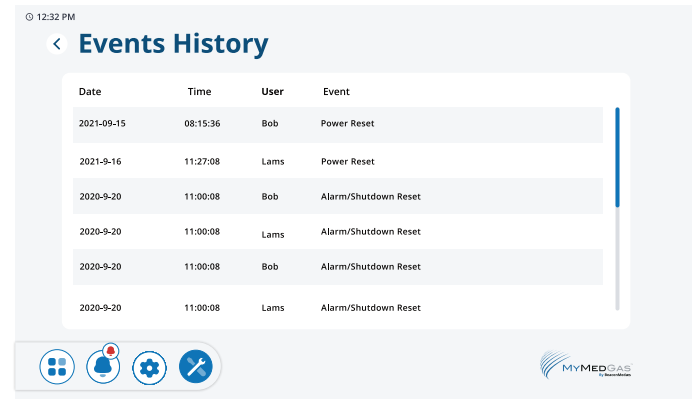 12:32 PM
Events History
Date Time User Event
2021-09-15 08:15:36 Bob Power Reset
2021-9-16 11:27:08 Lams Power Reset
2020-9-20 11:00:08 Bob Alarm/Shutdown Reset
2020-9-20 11:00:08 Lams Alarm/Shutdown Reset
2020-9-20 11:00:08 Bob Alarm/Shutdown Reset
2020-9-20 11:00:08 Lams Alarm/Shutdown Reset
MYMEDGAS
By BeaconMedaes